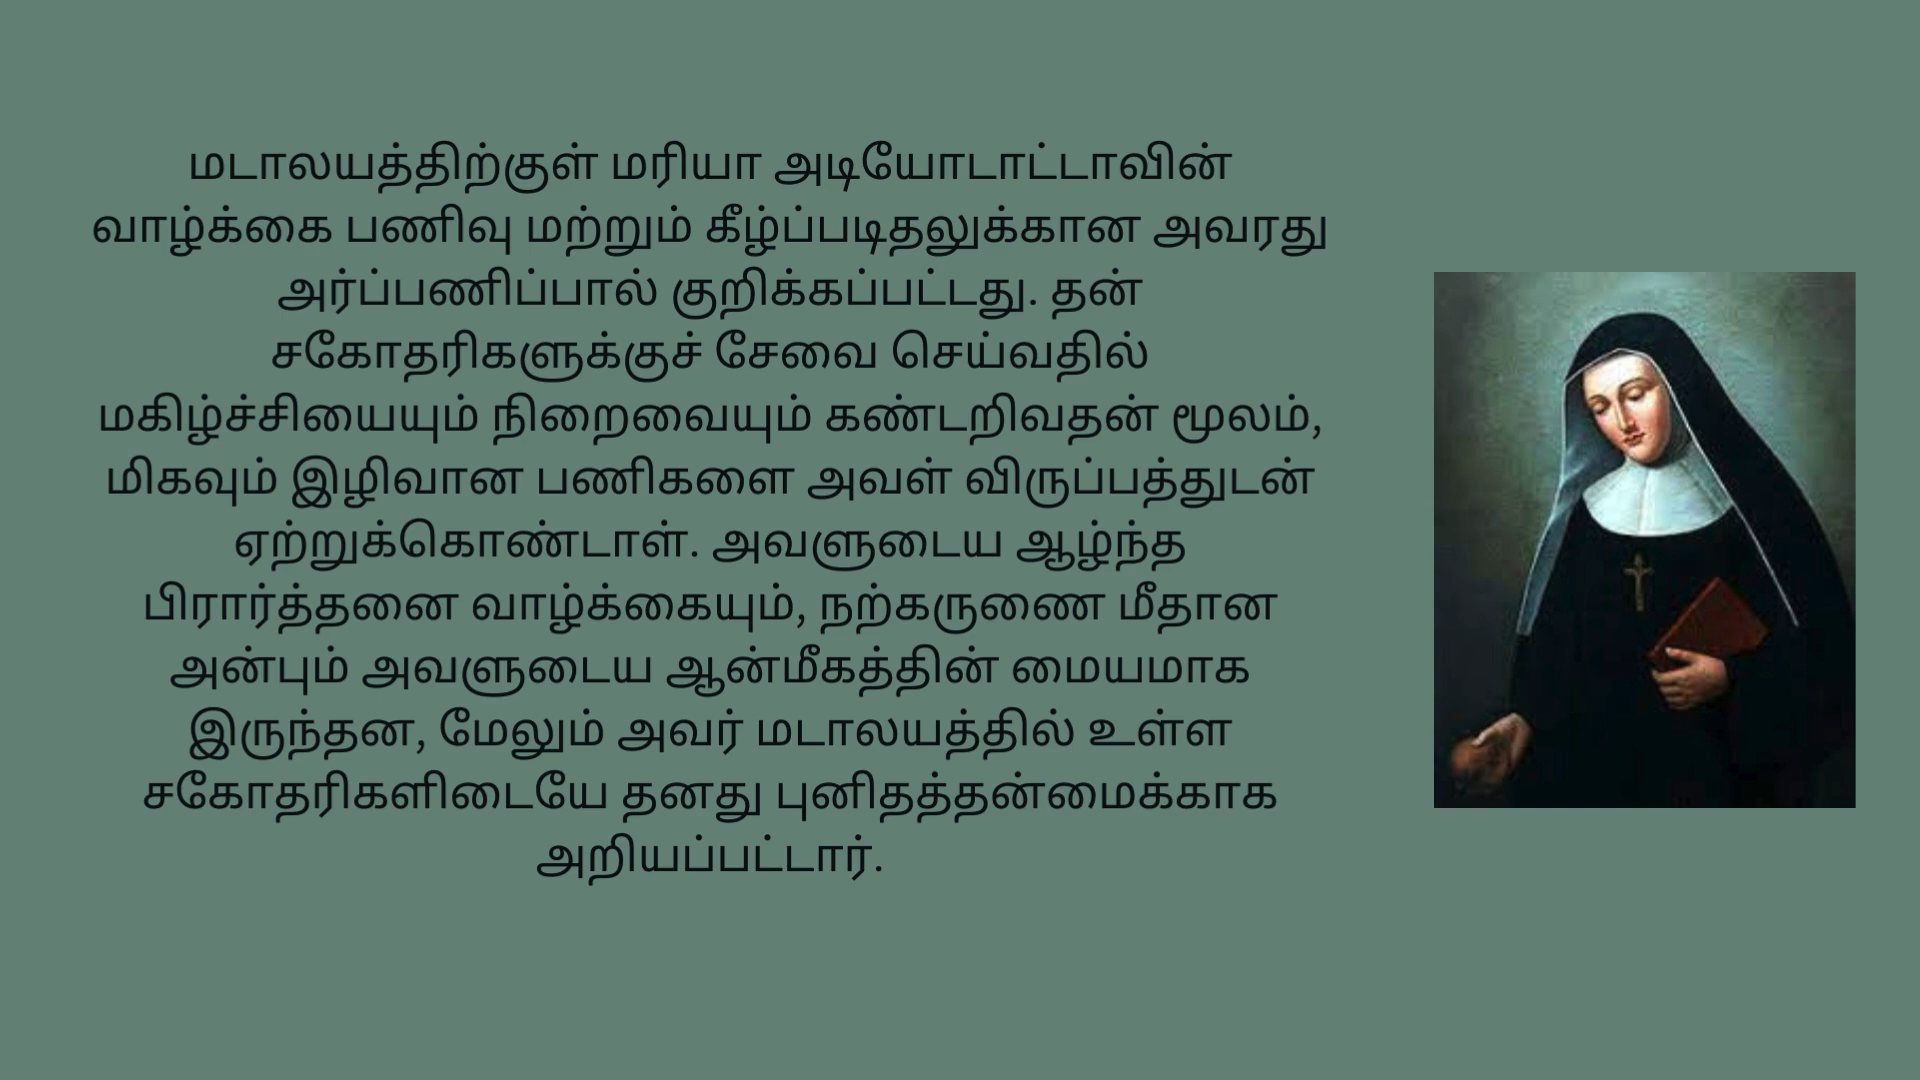 மடாலயத்திற்குள் மரியா அடியோடாட்டாவின்
வாழ்க்கை பணிவு மற்றும் கீழ்ப்படிதலுக்கான அவரது
அர்ப்பணிப்பால் குறிக்கப்பட்டது. தன்
சகோதரிகளுக்குச் சேவை செய்வதில்
மகிழ்ச்சியையும் நிறைவையும் கண்டறிவதன் மூலம்,
மிகவும் இழிவான பணிகளை அவள் விருப்பத்துடன்
ஏற்றுக்கொண்டாள். அவளுடைய ஆழ்ந்த
பிரார்த்தனை வாழ்க்கையும், நற்கருணை மீதான
அன்பும் அவளுடைய ஆன்மீகத்தின் மையமாக
இருந்தன, மேலும் அவர் மடாலயத்தில் உள்ள
சகோதரிகளிடையே தனது புனிதத்தன்மைக்காக
அறியப்பட்டார்.